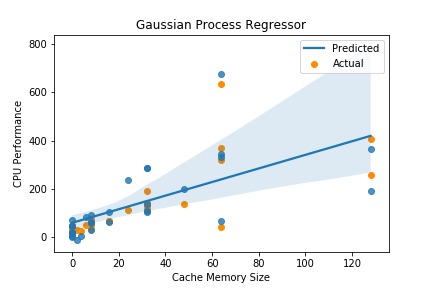 Gaussian Process Regressor
Predicted
Actual
800
600
400
200
0
CPU Performance
0 20 40 60 80 100 120
Cache Memory Size